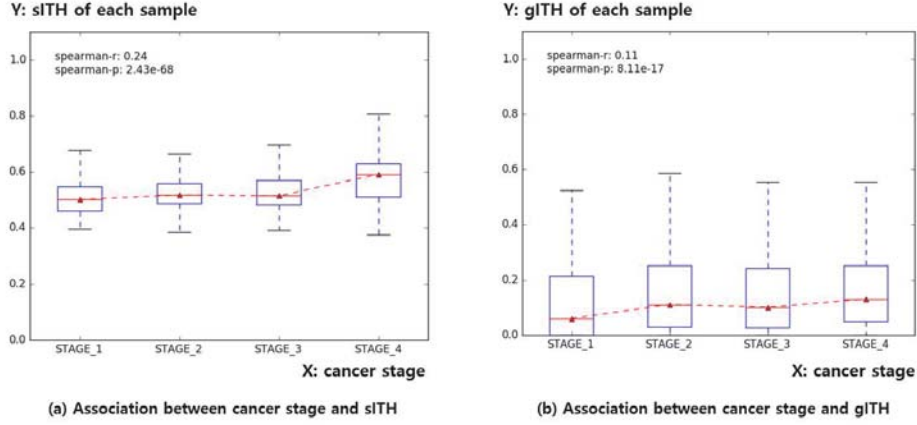 Y: sITH of each sample
spearman-r: 0.24
spearman-p: 2.43e-68
1.0
0.8
0.6
0.4
0.2
0.0
STAGE_1 STAGE_2 STAGE_3 STAGE_4
X: cancer stage
(a) Association between cancer stage and sITH
Y: gITH of each sample
spearman-r: 0.11
spearman-p: 8.11e-17
1.0
0.8
0.6
0.4
0.2
0.0
STAGE_1 STAGE_2 STAGE_3 STAGE_4
X: cancer stage
(b) Association between cancer stage and gITH